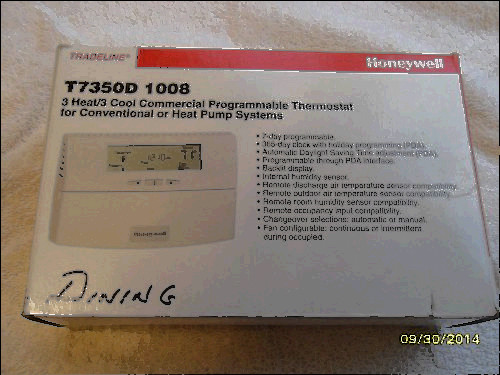 TRADELINE®
Honeywell
T7350D 1008
3 Heat/3 Cool Commercial Programmable Thermostat
for Conventional or Heat Pump Systems
• 7-day programmable.
• 365-day clock with holiday programming (PDA).
• Automatic Daylight Saving Time adjustment (PDA).
• Programmable through PDA interface.
• Backlit display.
• Internal humidity sensor.
• Remote discharge air temperature sensor compatibility.
• Remote outdoor air temperature sensor compatibility.
• Remote room humidity sensor compatibility.
• Remote occupancy input compatibility.
• Changeover selections: automatic or manual.
• Fan configurable: continuous or intermittent
during occupied.
Honeywell
DINING
09/30/2014